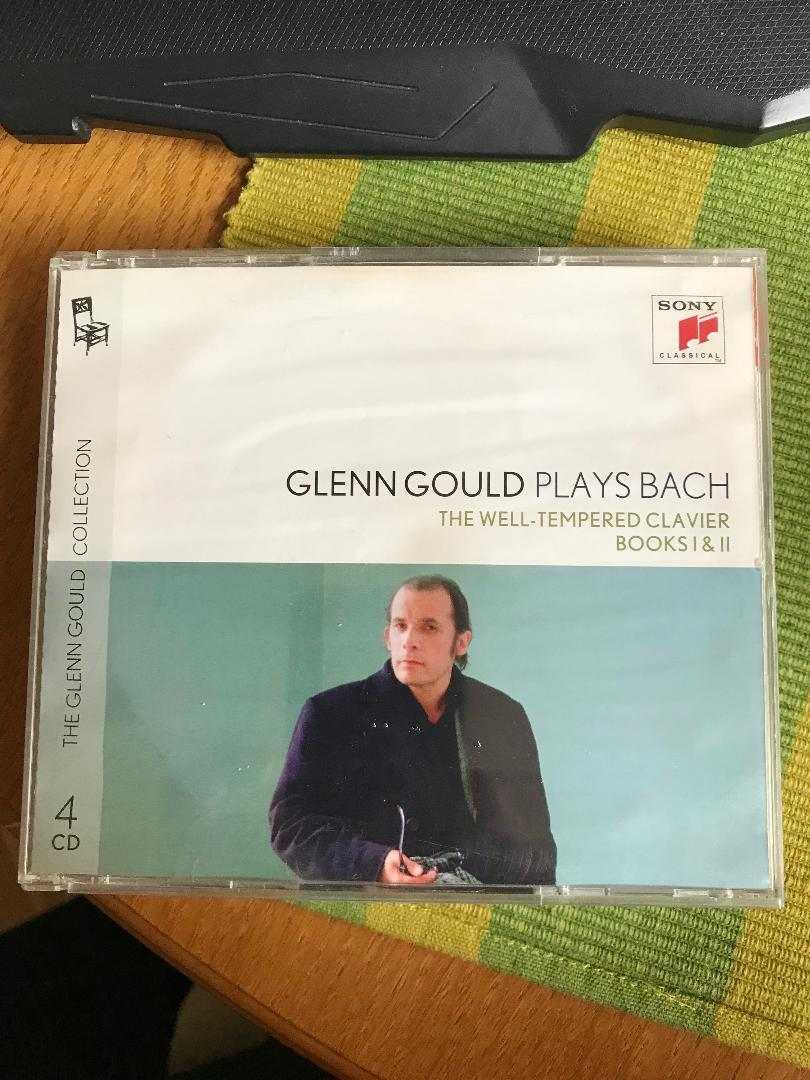 SONY
CLASSICAL
GLENN GOULD PLAYS BACH
THE WELL-TEMPERED CLAVIER
BOOKS I & II
THE GLENN GOULD COLLECTION
4
CD